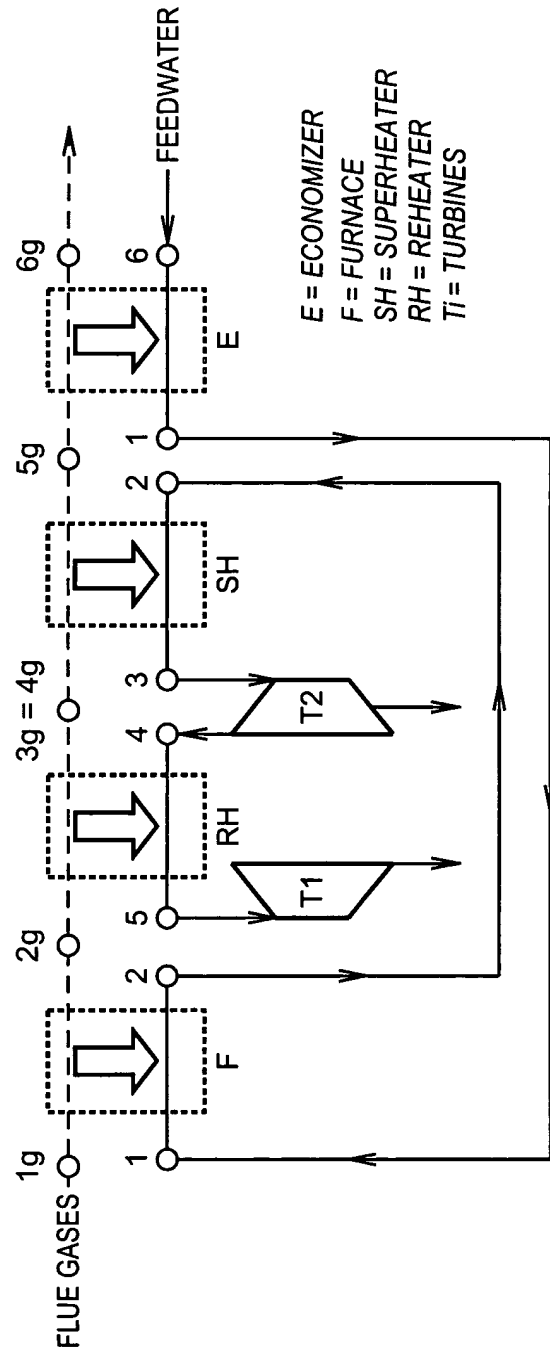 1g 2g 3g = 4g 5g 6g
FLUE GASES
1 2 5 4 3 2 1 6
FEEDWATER
F RH SH E
T1 T2
E = ECONOMIZER
F = FURNACE
SH = SUPERHEATER
RH = REHEATER
Ti = TURBINES